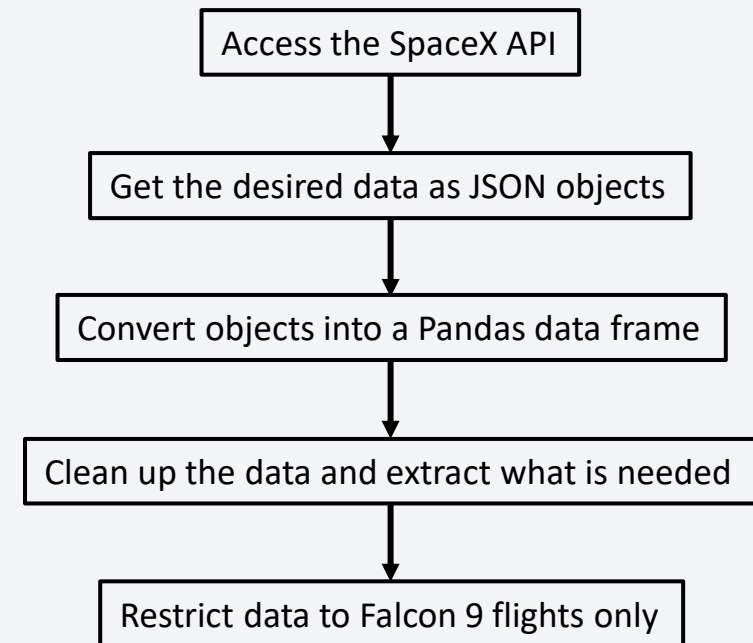 Access the SpaceX API
Get the desired data as JSON objects
Convert objects into a Pandas data frame
Clean up the data and extract what is needed
Restrict data to Falcon 9 flights only